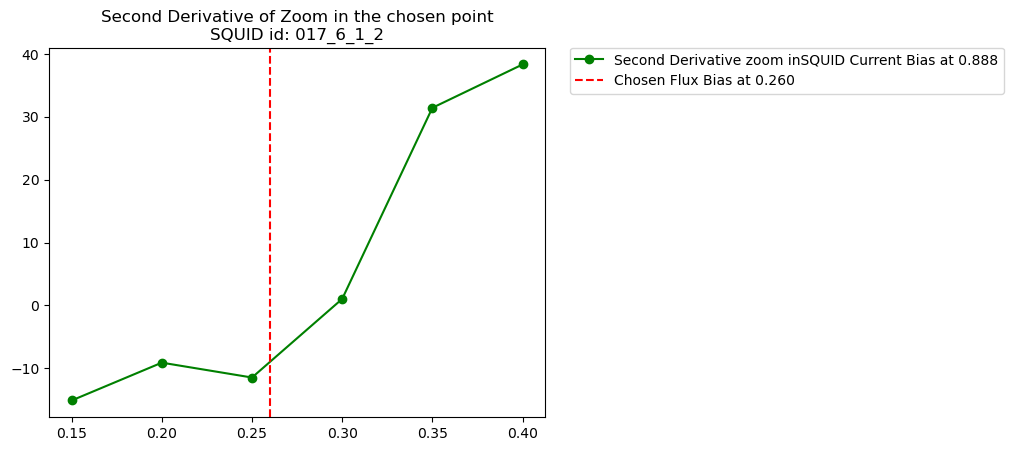 Second Derivative of Zoom in the chosen point
SQUID id: 017_6_1_2
Second Derivative zoom inSQUID Current Bias at 0.888
Chosen Flux Bias at 0.260
40
30
20
10
0
−10
0.15 0.20 0.25 0.30 0.35 0.40